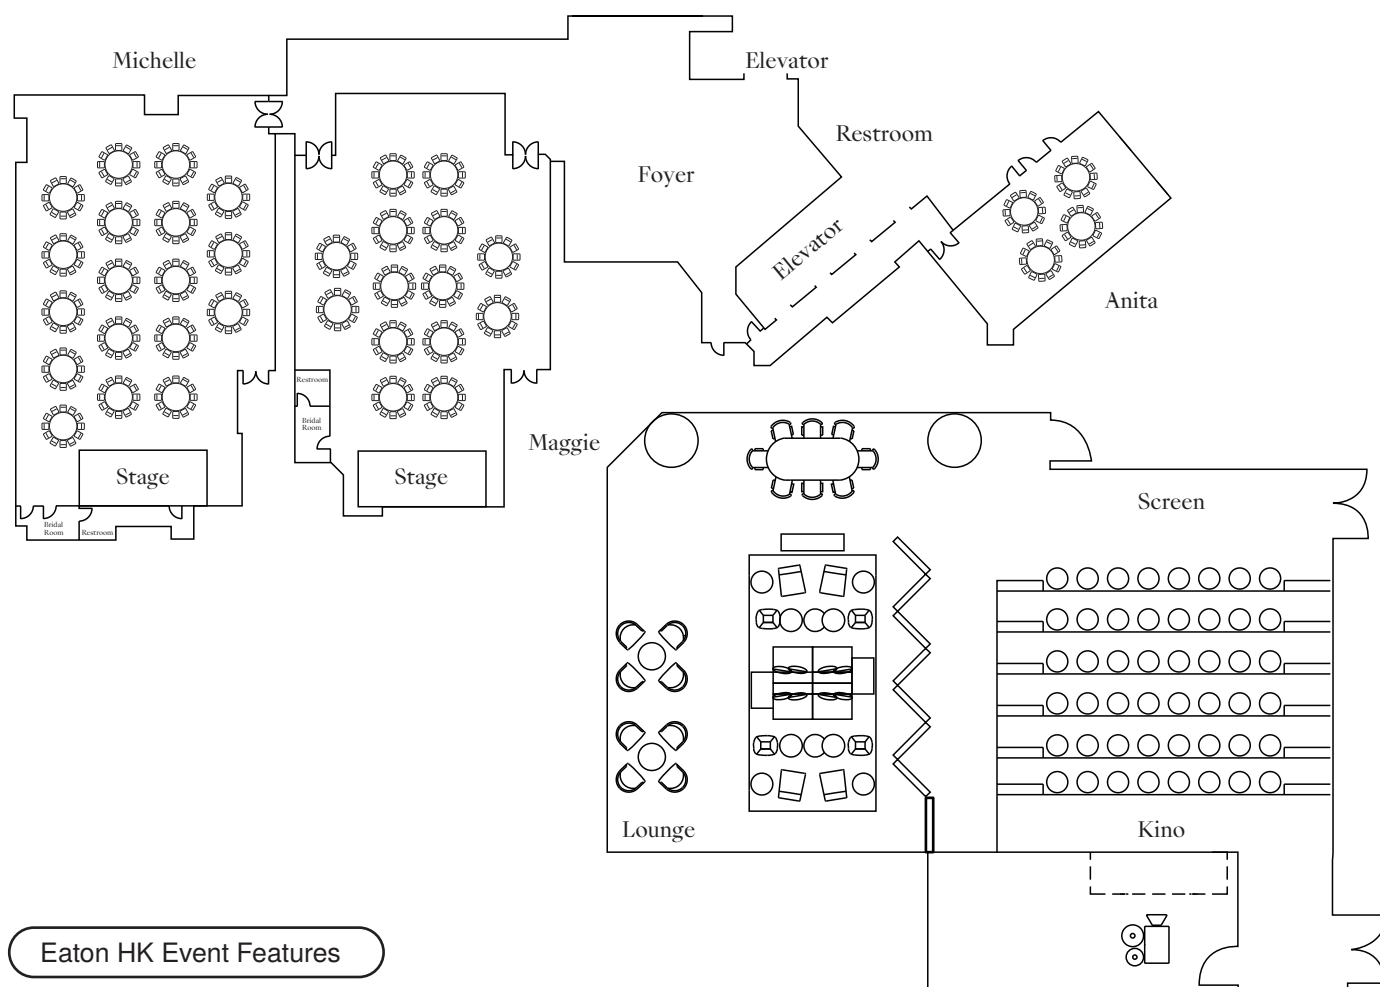 Michelle
Elevator
Restroom
Foyer
Elevator
Anita
Restroom
Bridal
Room
Maggie
Stage
Stage
Bridal
Room
Restroom
Screen
Lounge
Kino
Eaton HK Event Features